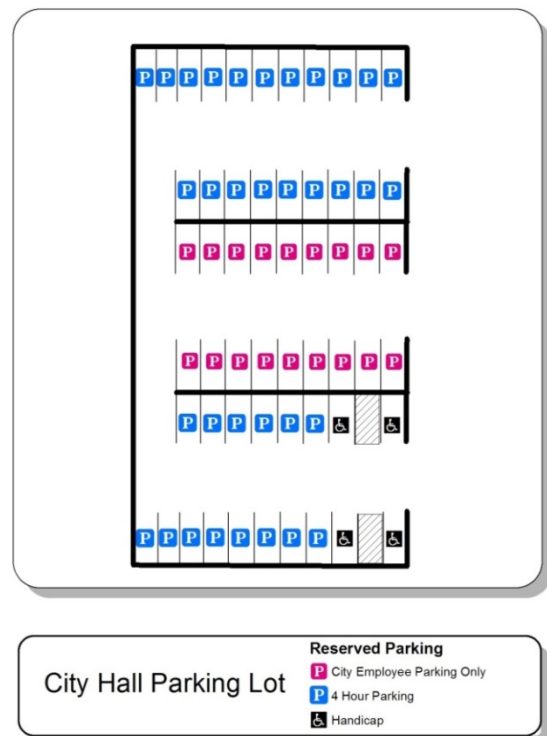 P P P P P P P P P P P
P P P P P P P P P
P P P P P P P P P
P P P P P P P P P
P P P P P P
P P P P P P P P
City Hall Parking Lot
Reserved Parking
P City Employee Parking Only
P 4 Hour Parking
Handicap